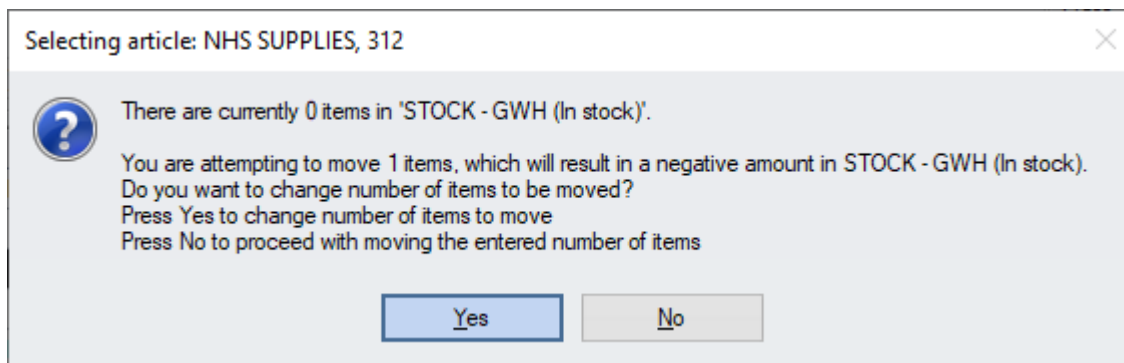 Selecting article: NHS SUPPLIES, 312
There are currently 0 items in 'STOCK - GWH (In stock)'.
You are attempting to move 1 items, which will result in a negative amount in STOCK - GWH (In stock).
Do you want to change number of items to be moved?
Press Yes to change number of items to move
Press No to proceed with moving the entered number of items
Yes
No